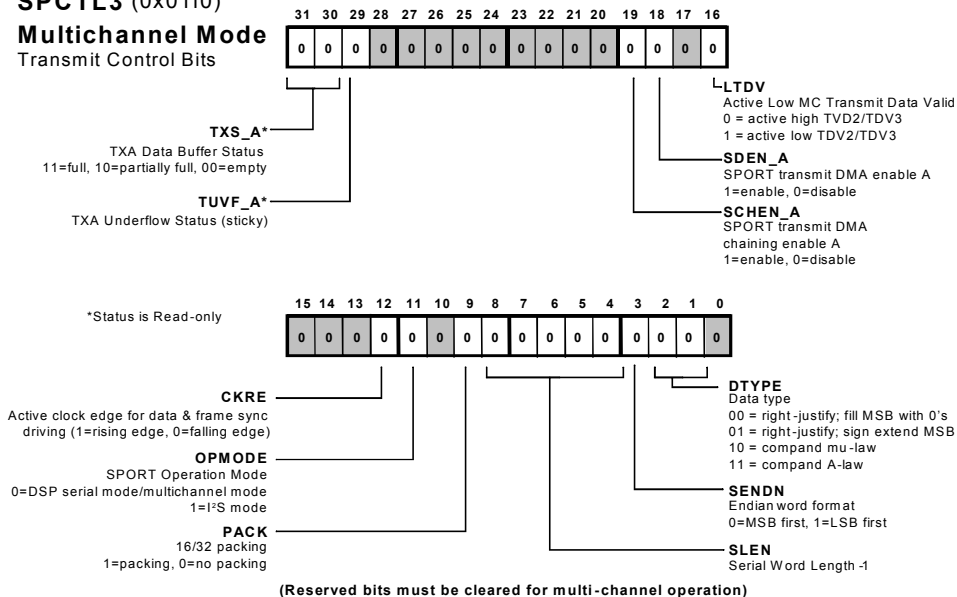 SPCTL3 (0x01f0)
Multichannel Mode
Transmit Control Bits
31 30 29 28 27 26 25 24 23 22 21 20 19 18 17 16
0 0 0 0 0 0 0 0 0 0 0 0 0 0 0 0
LTDV
Active Low MC Transmit Data Valid
0 = active high TVD2/TDV3
1 = active low TDV2/TDV3
TXS_A*
TXA Data Buffer Status
11=full, 10=partially full, 00=empty
SDEN_A
SPORT transmit DMA enable A
1=enable, 0=disable
TUVF_A*
TXA Underflow Status (sticky)
SCHEN_A
SPORT transmit DMA
chaining enable A
1=enable, 0=disable
*Status is Read-only
15 14 13 12 11 10 9 8 7 6 5 4 3 2 1 0
0 0 0 0 0 0 0 0 0 0 0 0 0 0 0 0
CKRE
Active clock edge for data & frame sync
driving (1=rising edge, 0=falling edge)
OPMODE
SPORT Operation Mode
0=DSP serial mode/multichannel mode
1=I²S mode
PACK
16/32 packing
1=packing, 0=no packing
DTYPE
Data type
00 = right-justify; fill MSB with 0's
01 = right-justify; sign extend MSB
10 = compand mu-law
11 = compand A-law
SENDN
Endian word format
0=MSB first, 1=LSB first
SLEN
Serial Word Length -1
(Reserved bits must be cleared for multi-channel operation)